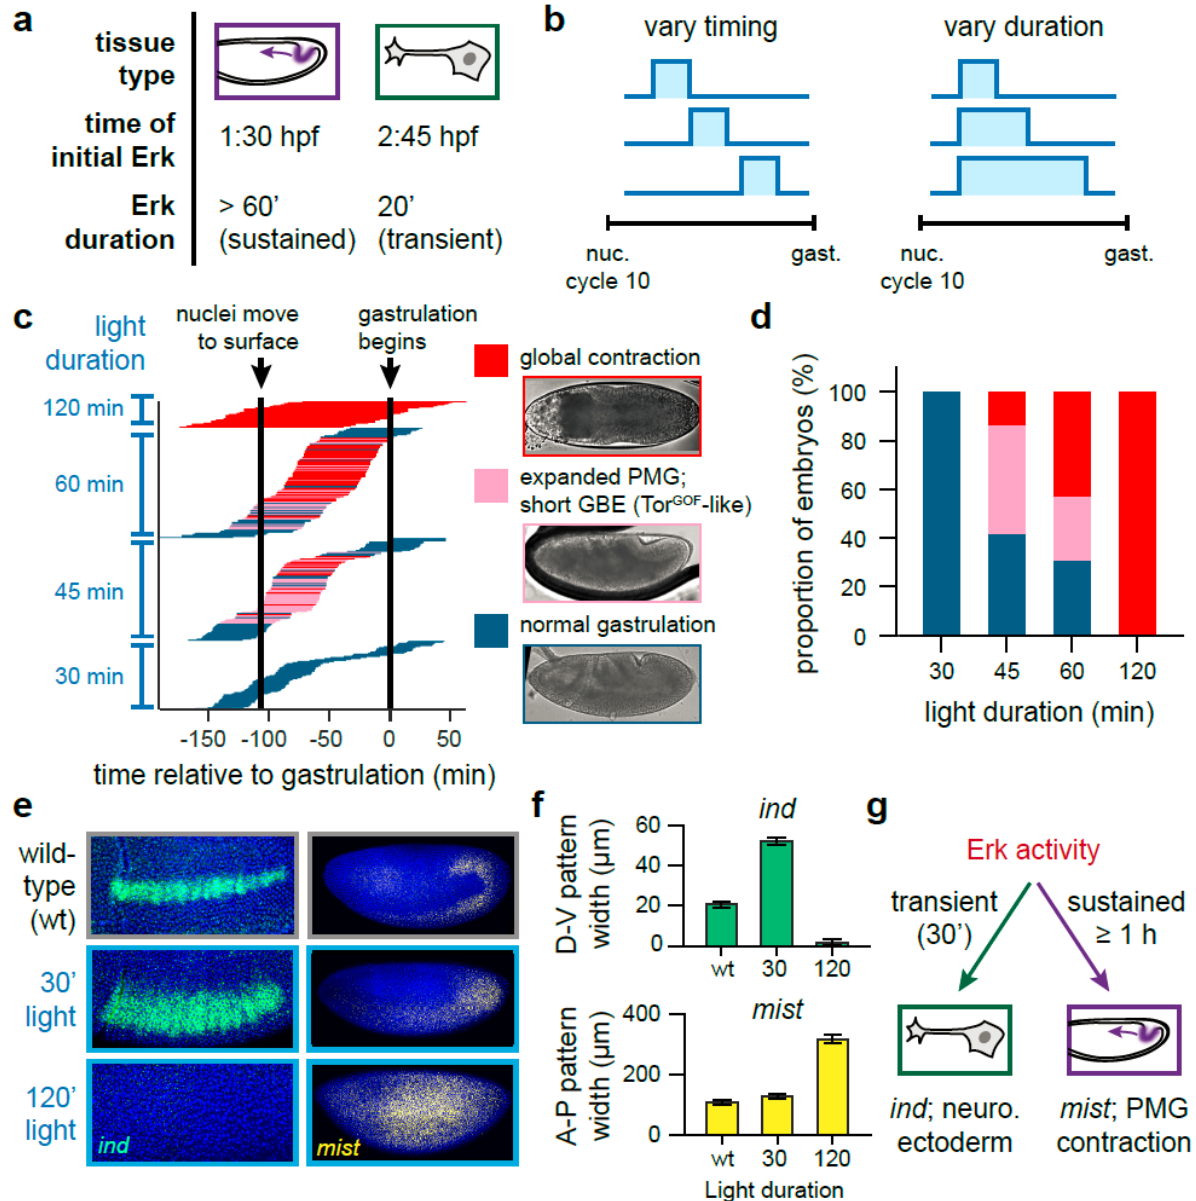 a
tissue
type
time of
initial Erk
1:30 hpf
2:45 hpf
Erk
duration
> 60’
(sustained)
20’
(transient)
b
vary timing
vary duration
nuc.
cycle 10
gast.
nuc.
cycle 10
gast.
c
light
duration
nuclei move
to surface
gastrulation
begins
120 min
60 min
45 min
30 min
-150 -100 -50 0 50
time relative to gastrulation (min)
global contraction
expanded PMG;
short GBE (Tor^GOF-like)
normal gastrulation
d
proportion of embryos (%)
100
80
60
40
20
0
30 45 60 120
light duration (min)
e
wild-
type
(wt)
30’
light
120’
light
ind
mist
f
ind
D-V pattern
width (µm)
60
40
20
0
wt 30 120
mist
A-P pattern
width (µm)
400
200
0
wt 30 120
Light duration
g
Erk activity
transient
(30’)
sustained
≥ 1 h
ind; neuro.
ectoderm
mist; PMG
contraction